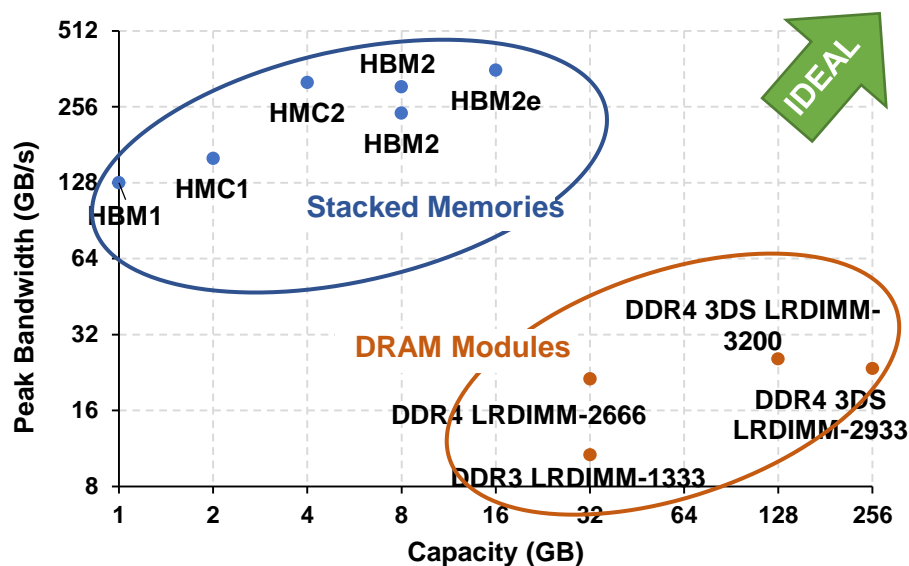 512
256
128
64
32
16
8
Peak Bandwidth (GB/s)
IDEAL
HBM2
HMC2
HBM2e
HBM2
HMC1
HBM1
Stacked Memories
DDR4 3DS LRDIMM-
3200
DRAM Modules
DDR4 LRDIMM-2666
DDR4 3DS
LRDIMM-2933
DDR3 LRDIMM-1333
1 2 4 8 16 32 64 128 256
Capacity (GB)